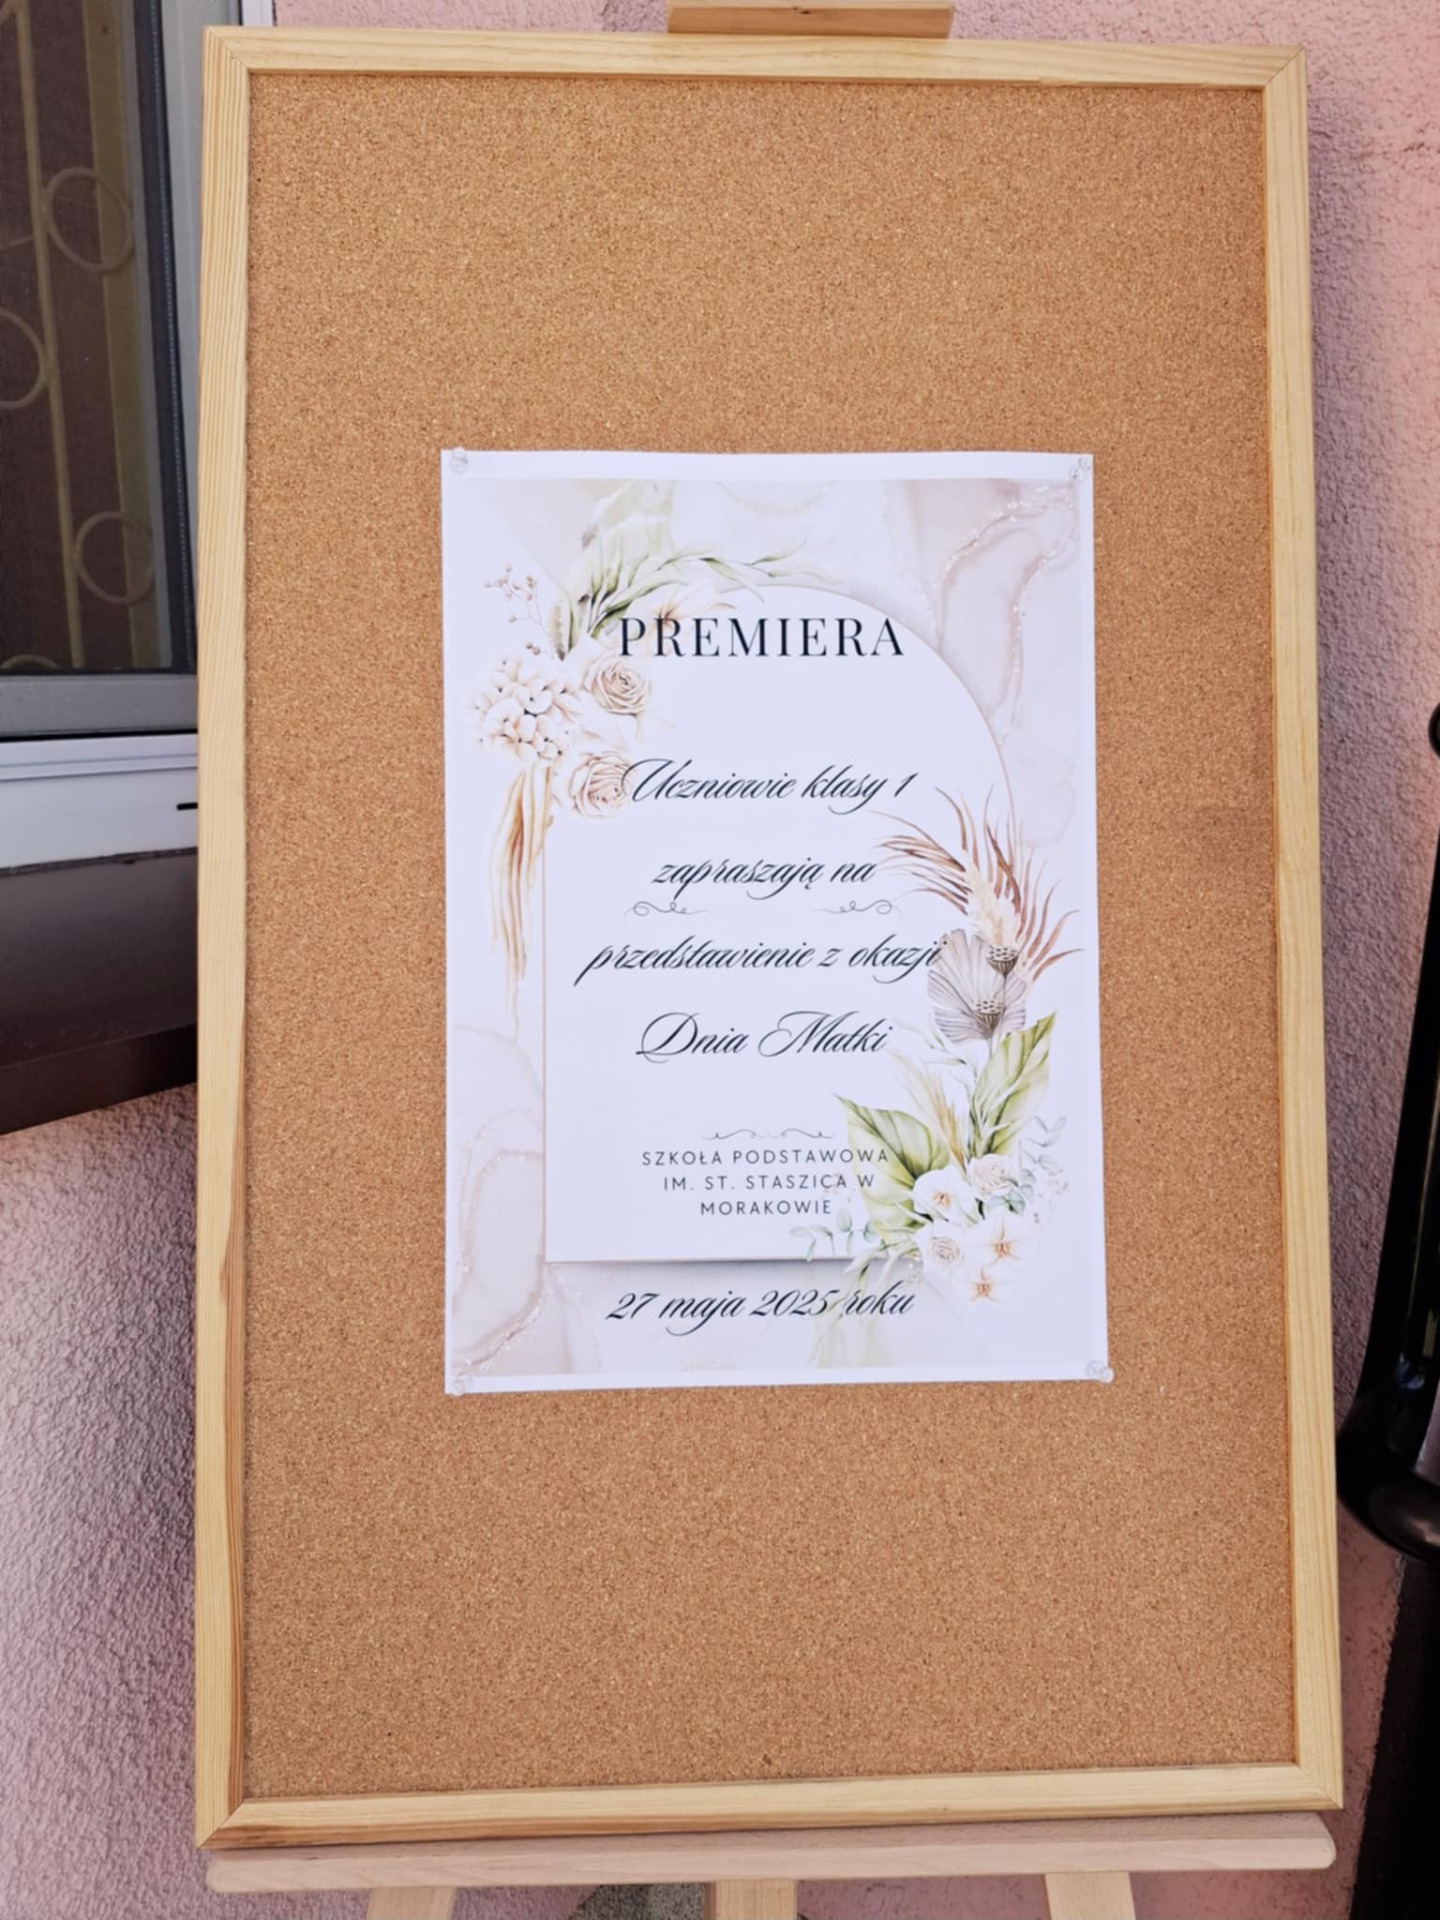 PREMIERA
Uczniowie klasy 1
zapraszają na
przedstawienie z okazji
Dnia Matki
SZKOŁA PODSTAWOWA
IM. ST. STASZICA W
MORAKOWIE
27 maja 2025 roku